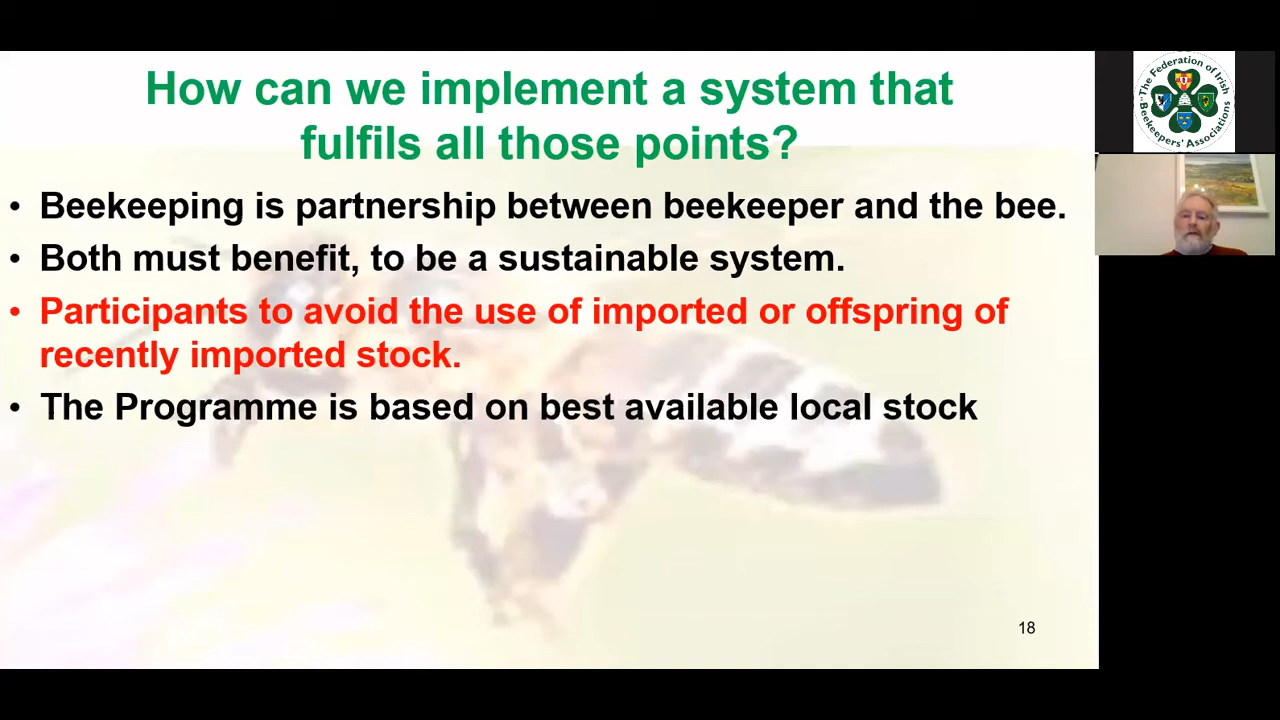 How can we implement a system that
fulfils all those points?
• Beekeeping is partnership between beekeeper and the bee.
• Both must benefit, to be a sustainable system.
• Participants to avoid the use of imported or offspring of
recently imported stock.
• The Programme is based on best available local stock
18
"The Federation of Irish
Beekeepers' Associations"